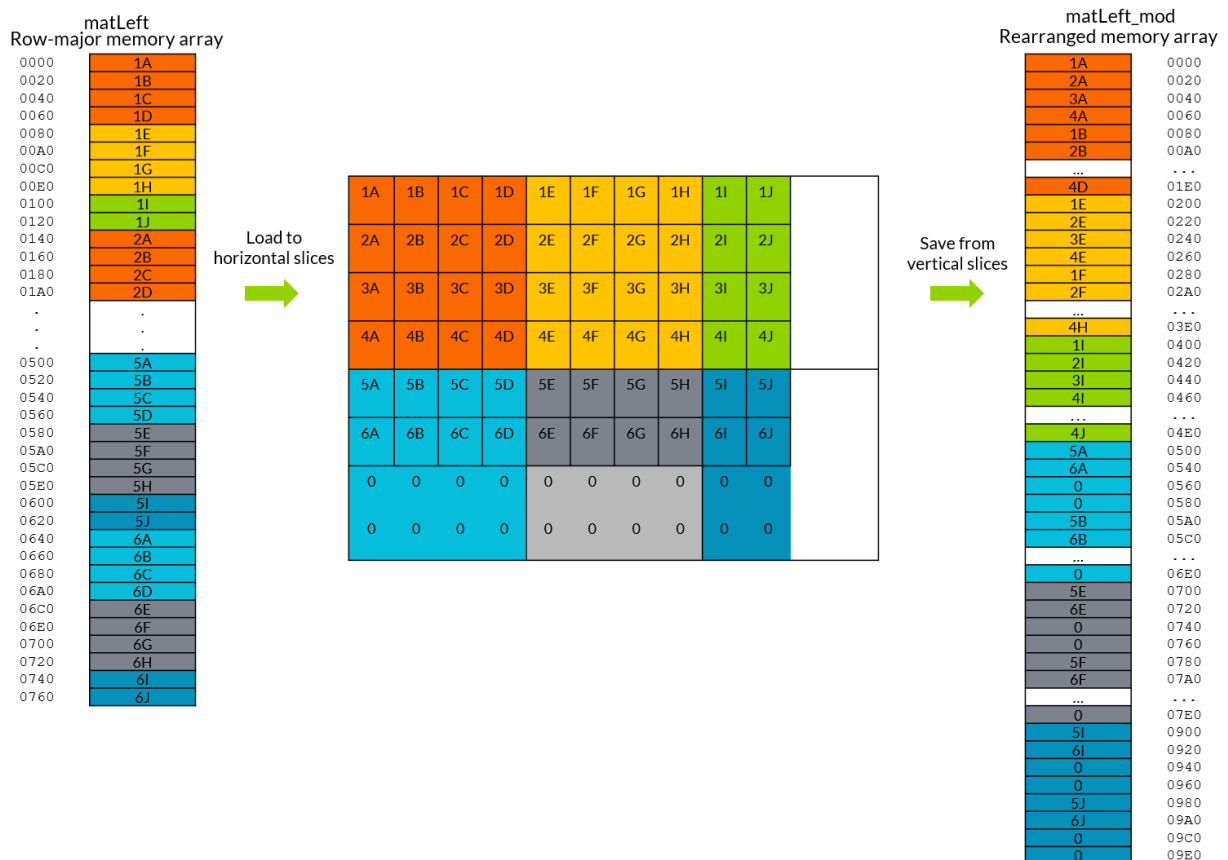 matLeft
Row-major memory array
0000 1A
0020 1B
0040 1C
0060 1D
0080 1E
00A0 1F
00C0 1G
00E0 1H
0100 1I
0120 1J
0140 2A
0160 2B
0180 2C
01A0 2D
. .
. .
. .
0500 5A
0520 5B
0540 5C
0560 5D
0580 5E
05A0 5F
05C0 5G
05E0 5H
0600 5I
0620 5J
0640 6A
0660 6B
0680 6C
06A0 6D
06C0 6E
06E0 6F
0700 6G
0720 6H
0740 6I
0760 6J
Load to
horizontal slices
1A 1B 1C 1D 1E 1F 1G 1H 1I 1J
2A 2B 2C 2D 2E 2F 2G 2H 2I 2J
3A 3B 3C 3D 3E 3F 3G 3H 3I 3J
4A 4B 4C 4D 4E 4F 4G 4H 4I 4J
5A 5B 5C 5D 5E 5F 5G 5H 5I 5J
6A 6B 6C 6D 6E 6F 6G 6H 6I 6J
0 0 0 0 0 0 0 0 0 0
0 0 0 0 0 0 0 0 0 0
Save from
vertical slices
matLeft_mod
Rearranged memory array
1A 0000
2A 0020
3A 0040
4A 0060
1B 0080
2B 00A0
... ...
4D 01E0
1E 0200
2E 0220
3E 0240
4E 0260
1F 0280
2F 02A0
... ...
4H 03E0
1I 0400
2I 0420
3I 0440
4I 0460
... ...
4J 04E0
5A 0500
6A 0540
0 0560
0 0580
5B 05A0
6B 05C0
... ...
0 06E0
5E 0700
6E 0720
0 0740
0 0760
5F 0780
6F 07A0
... ...
0 07E0
5I 0900
6I 0920
0 0940
0 0960
5J 0980
6J 09A0
0 09C0
0 09E0